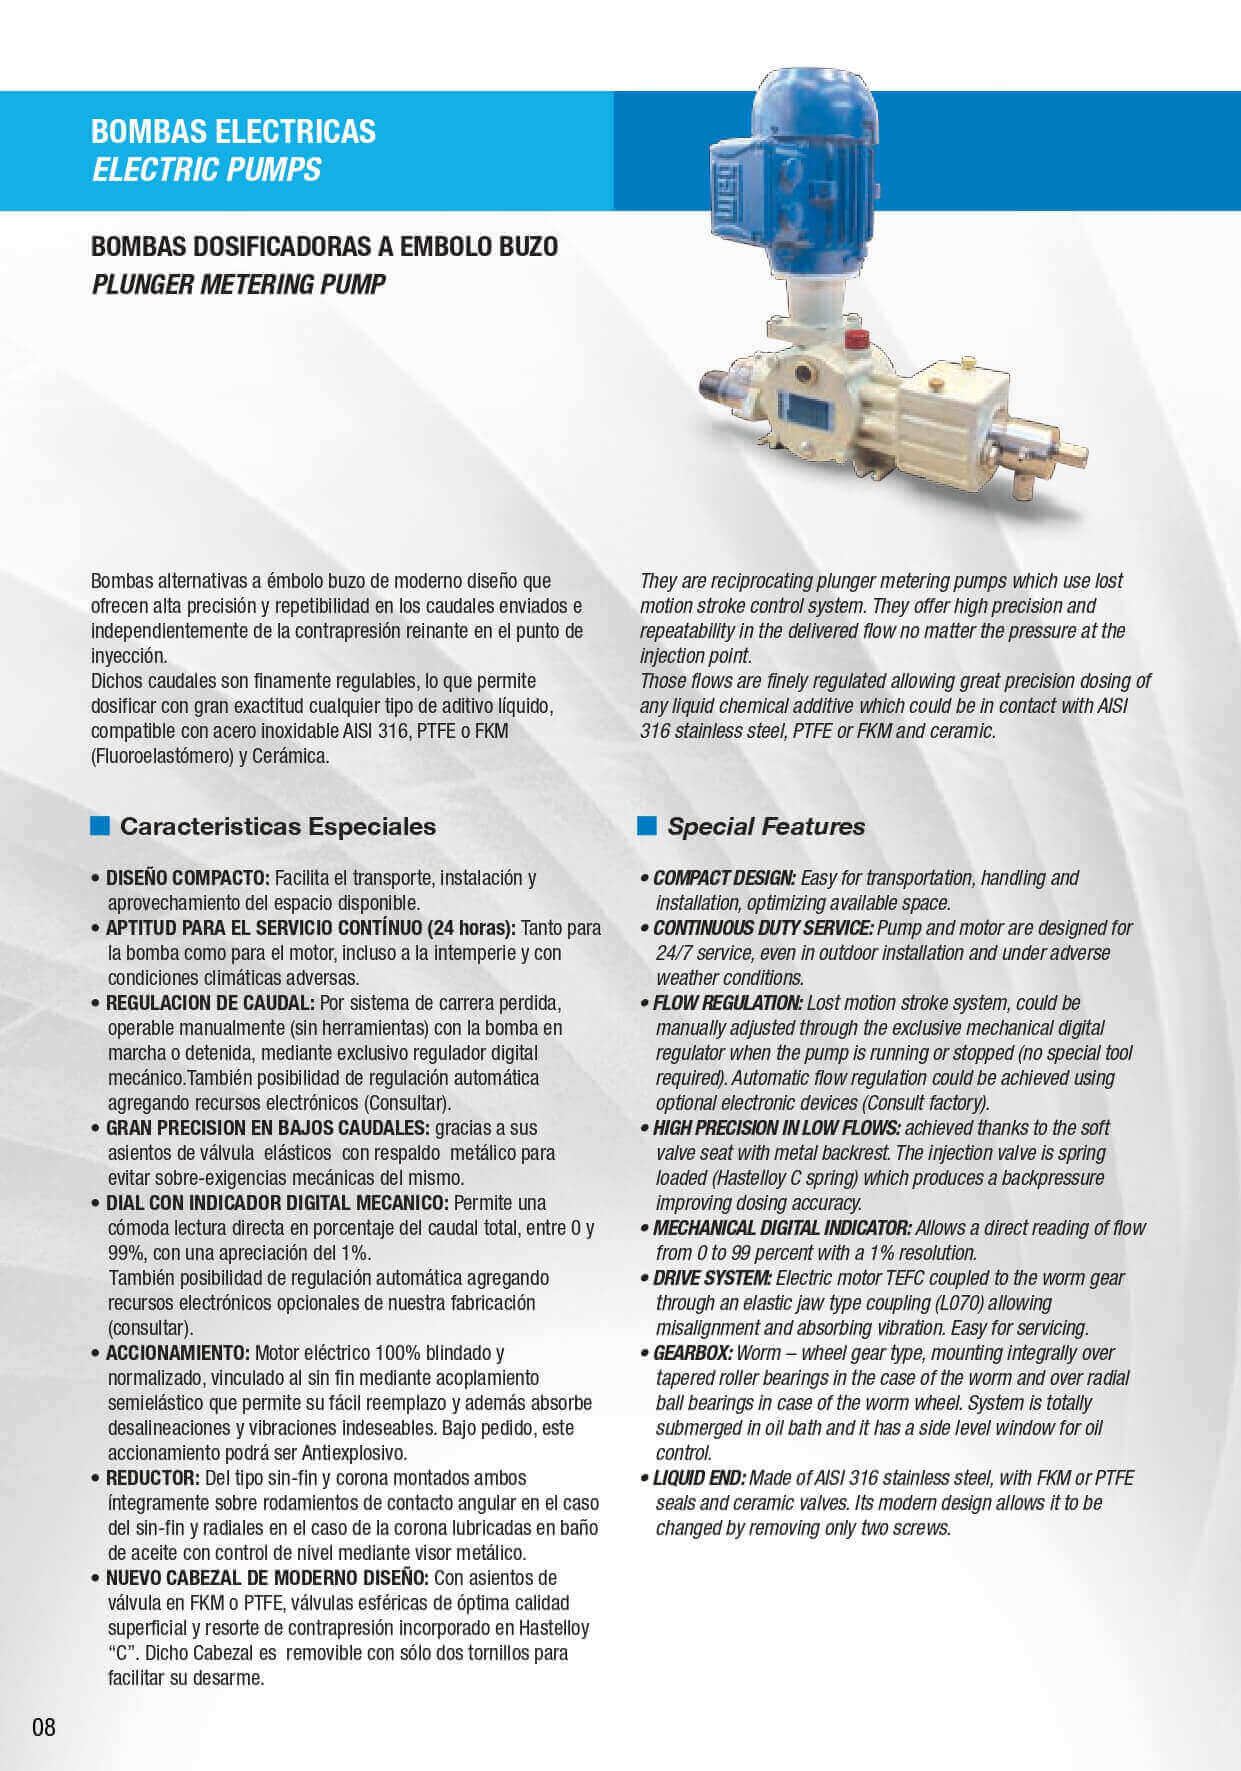 BOMBAS ELECTRICAS
ELECTRIC PUMPS
weg
BOMBAS DOSIFICADORAS A EMBOLO BUZO
PLUNGER METERING PUMP
Bombas alternativas a émbolo buzo de moderno diseño que
ofrecen alta precisión y repetibilidad en los caudales enviados e
independientemente de la contrapresión reinante en el punto de
inyección.
Dichos caudales son finamente regulables, lo que permite
dosificar con gran exactitud cualquier tipo de aditivo líquido,
compatible con acero inoxidable AISI 316, PTFE o FKM
(Fluoroelastómero) y Cerámica.
Caracteristicas Especiales
• DISEÑO COMPACTO: Facilita el transporte, instalación y
aprovechamiento del espacio disponible.
• APTITUD PARA EL SERVICIO CONTÍNUO (24 horas): Tanto para
la bomba como para el motor, incluso a la intemperie y con
condiciones climáticas adversas.
• REGULACION DE CAUDAL: Por sistema de carrera perdida,
operable manualmente (sin herramientas) con la bomba en
marcha o detenida, mediante exclusivo regulador digital
mecánico.También posibilidad de regulación automática
agregando recursos electrónicos (Consultar).
• GRAN PRECISION EN BAJOS CAUDALES: gracias a sus
asientos de válvula elásticos con respaldo metálico para
evitar sobre-exigencias mecánicas del mismo.
• DIAL CON INDICADOR DIGITAL MECANICO: Permite una
cómoda lectura directa en porcentaje del caudal total, entre 0 y
99%, con una apreciación del 1%.
También posibilidad de regulación automática agregando
recursos electrónicos opcionales de nuestra fabricación
(consultar).
• ACCIONAMIENTO: Motor eléctrico 100% blindado y
normalizado, vinculado al sin fin mediante acoplamiento
semielástico que permite su fácil reemplazo y además absorbe
desalineaciones y vibraciones indeseables. Bajo pedido, este
accionamiento podrá ser Antiexplosivo.
• REDUCTOR: Del tipo sin-fin y corona montados ambos
íntegramente sobre rodamientos de contacto angular en el caso
del sin-fin y radiales en el caso de la corona lubricadas en baño
de aceite con control de nivel mediante visor metálico.
• NUEVO CABEZAL DE MODERNO DISEÑO: Con asientos de
válvula en FKM o PTFE, válvulas esféricas de óptima calidad
superficial y resorte de contrapresión incorporado en Hastelloy
“C”. Dicho Cabezal es removible con sólo dos tornillos para
facilitar su desarme.
They are reciprocating plunger metering pumps which use lost
motion stroke control system. They offer high precision and
repeatability in the delivered flow no matter the pressure at the
injection point.
Those flows are finely regulated allowing great precision dosing of
any liquid chemical additive which could be in contact with AISI
316 stainless steel, PTFE or FKM and ceramic.
Special Features
• COMPACT DESIGN: Easy for transportation, handling and
installation, optimizing available space.
• CONTINUOUS DUTY SERVICE: Pump and motor are designed for
24/7 service, even in outdoor installation and under adverse
weather conditions.
• FLOW REGULATION: Lost motion stroke system, could be
manually adjusted through the exclusive mechanical digital
regulator when the pump is running or stopped (no special tool
required). Automatic flow regulation could be achieved using
optional electronic devices (Consult factory).
• HIGH PRECISION IN LOW FLOWS: achieved thanks to the soft
valve seat with metal backrest. The injection valve is spring
loaded (Hastelloy C spring) which produces a backpressure
improving dosing accuracy.
• MECHANICAL DIGITAL INDICATOR: Allows a direct reading of flow
from 0 to 99 percent with a 1% resolution.
• DRIVE SYSTEM: Electric motor TEFC coupled to the worm gear
through an elastic jaw type coupling (L070) allowing
misalignment and absorbing vibration. Easy for servicing.
• GEARBOX: Worm – wheel gear type, mounting integrally over
tapered roller bearings in the case of the worm and over radial
ball bearings in case of the worm wheel. System is totally
submerged in oil bath and it has a side level window for oil
control.
• LIQUID END: Made of AISI 316 stainless steel, with FKM or PTFE
seals and ceramic valves. Its modern design allows it to be
changed by removing only two screws.
08